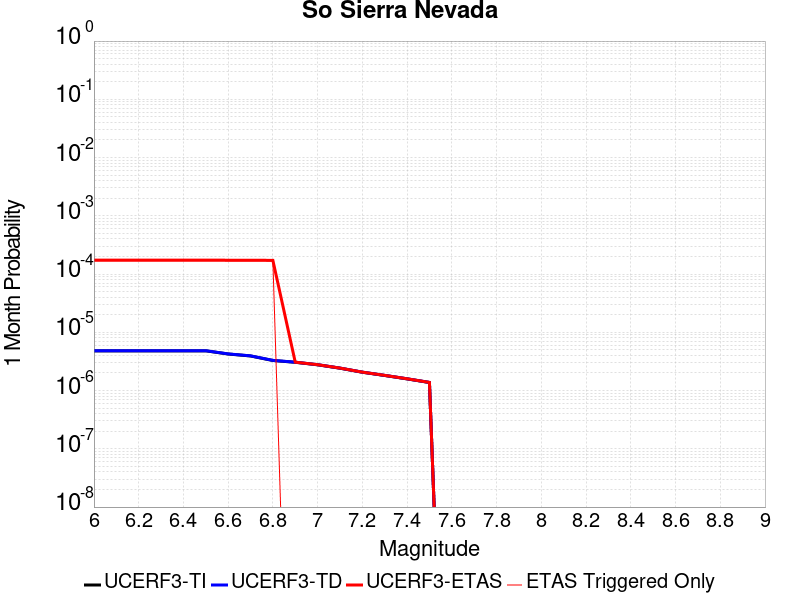 So Sierra Nevada
10^0
10^-1
10^-2
10^-3
10^-4
10^-5
10^-6
10^-7
10^-8
1 Month Probability
6 6.2 6.4 6.6 6.8 7 7.2 7.4 7.6 7.8 8 8.2 8.4 8.6 8.8 9
Magnitude
UCERF3-TI UCERF3-TD UCERF3-ETAS ETAS Triggered Only